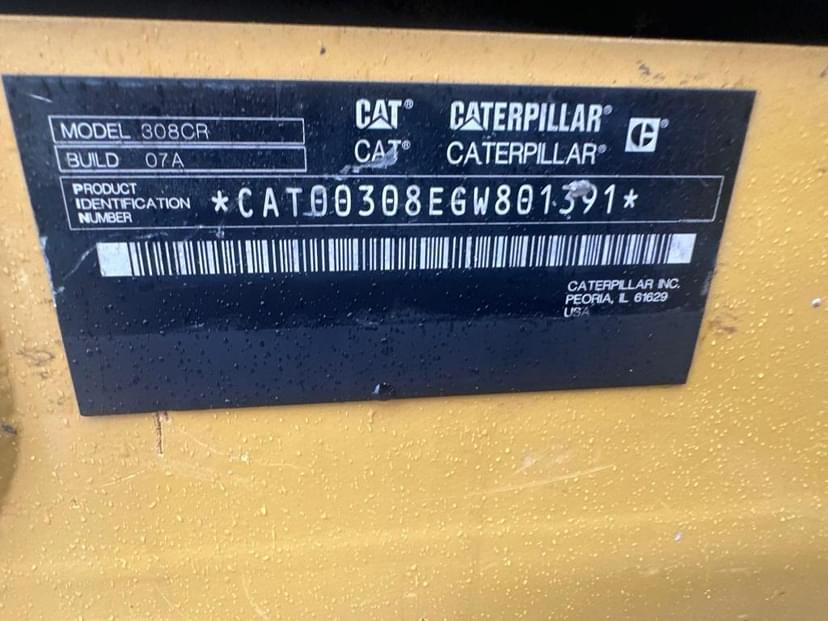 MODEL 308CR
BUILD 07A
CAT® CATERPILLAR® C®
CAT® CATERPILLAR®
PRODUCT
IDENTIFICATION
NUMBER
*CAT00308EGW801391*
CATERPILLAR INC.
PEORIA, IL 61629
USA